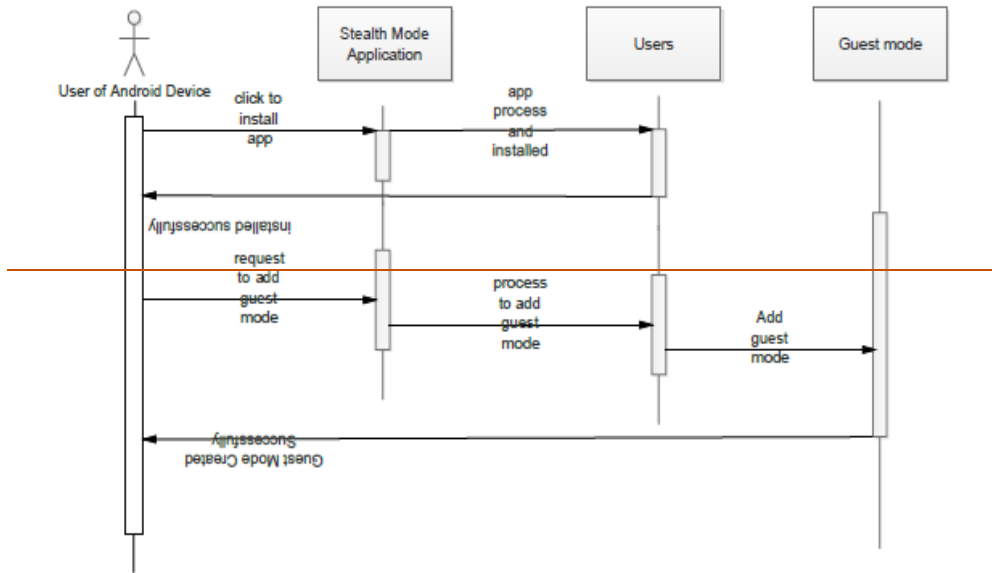 Stealth Mode
Application
Users
Guest mode
User of Android Device
click to
install
app
app
process
and
installed
installed successfully
request
to add
guest
mode
process
to add
guest
mode
Add
guest
mode
Guest Mode Created
Successfully